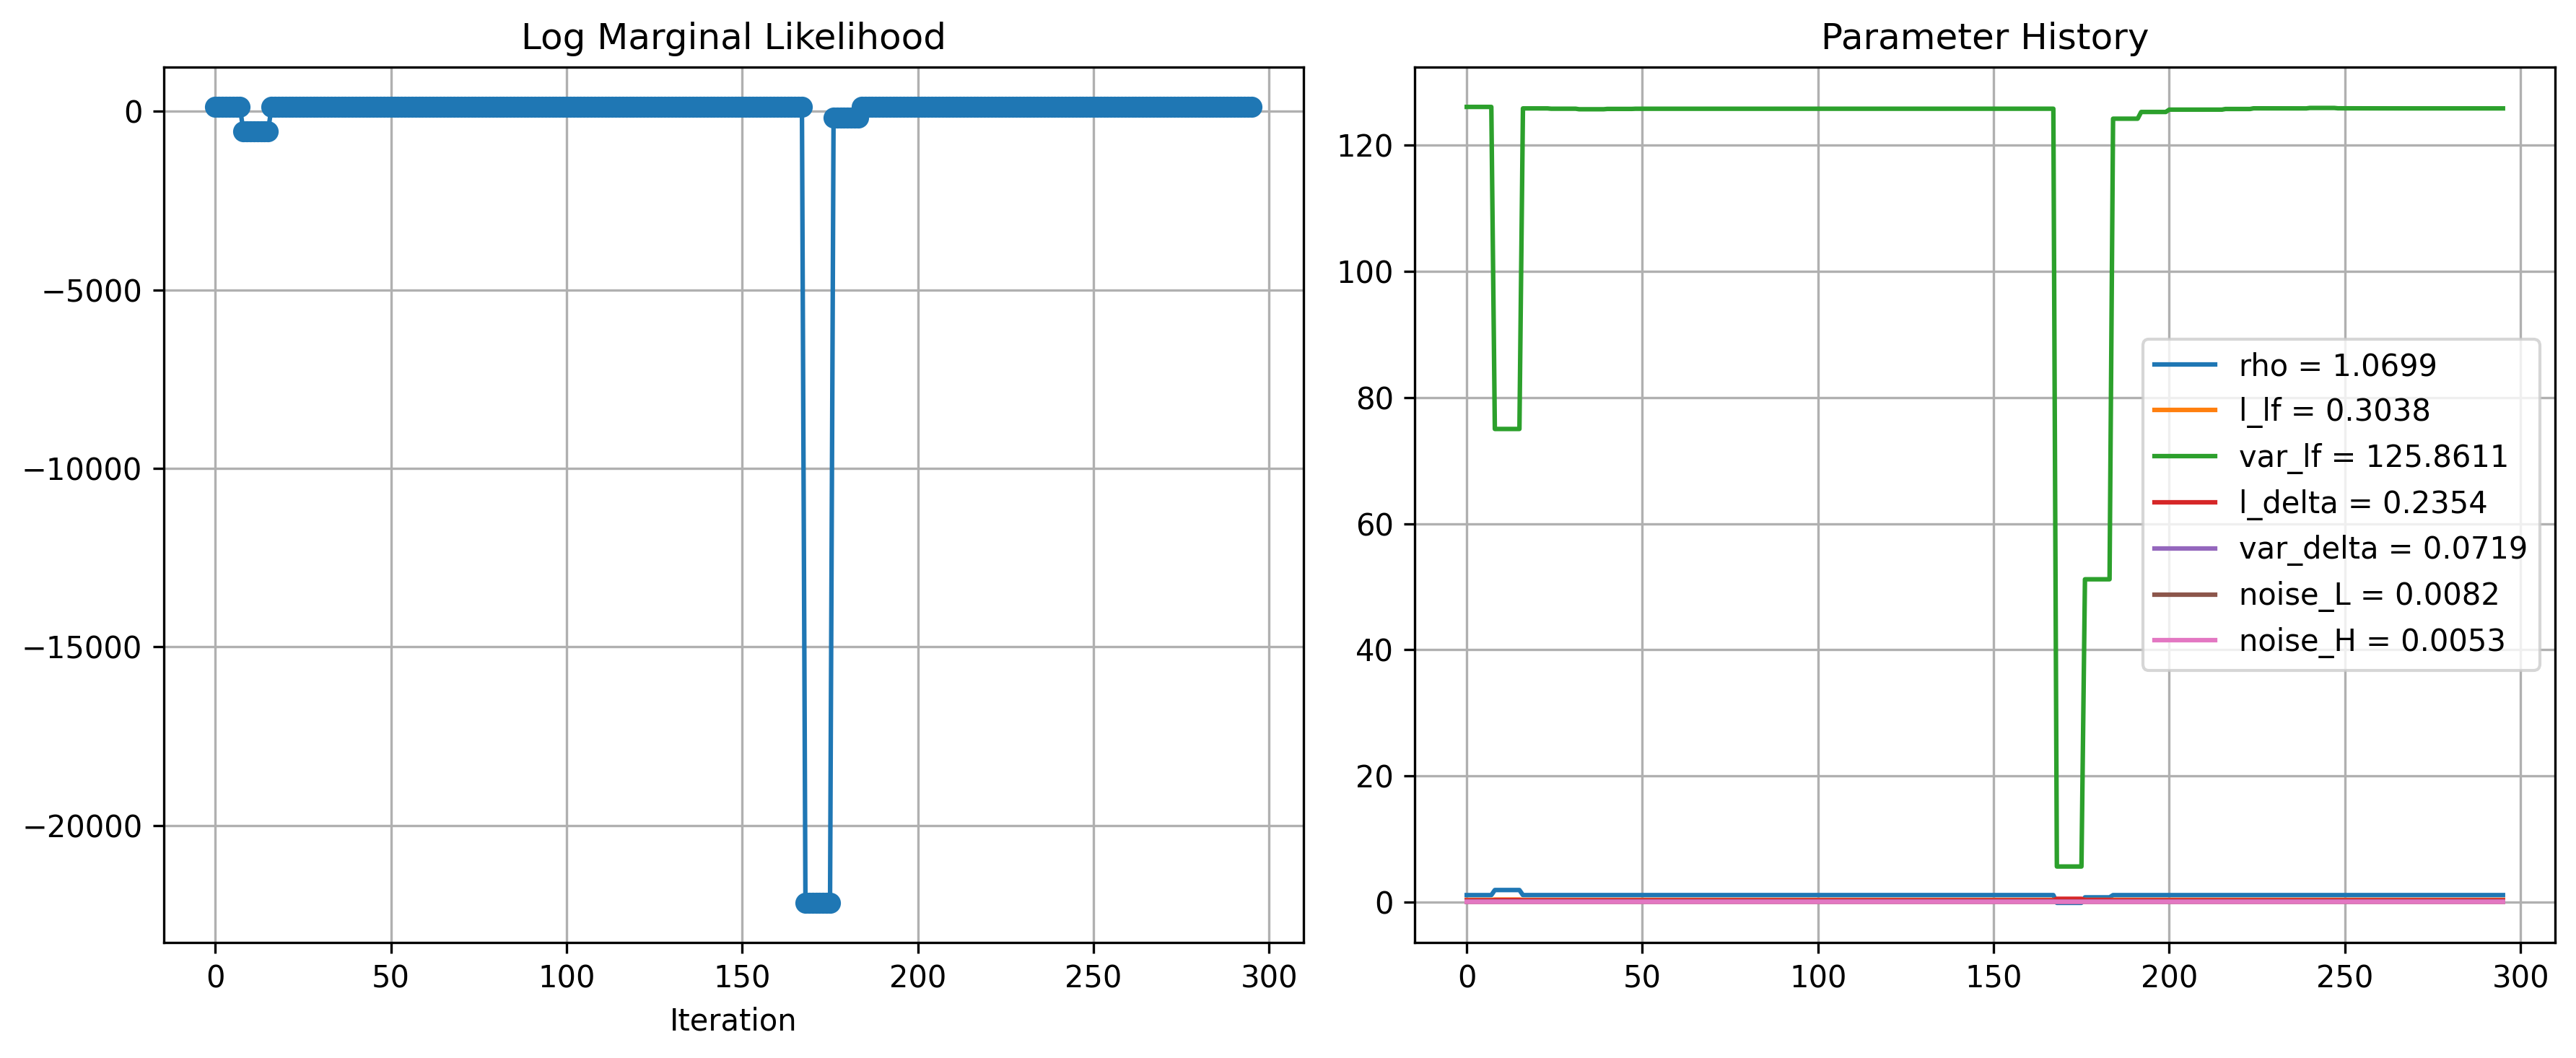 Log Marginal Likelihood
0
−5000
−10000
−15000
−20000
0 50 100 150 200 250 300
Iteration
Parameter History
120
100
80
60
40
20
0
0 50 100 150 200 250 300
rho = 1.0699
l_lf = 0.3038
var_lf = 125.8611
l_delta = 0.2354
var_delta = 0.0719
noise_L = 0.0082
noise_H = 0.0053